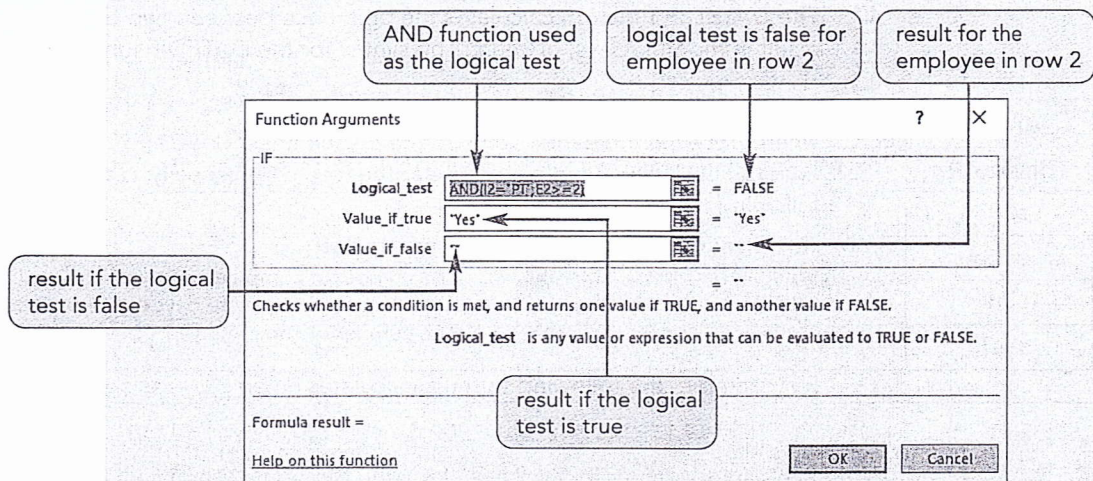 AND function used
as the logical test
logical test is false for
employee in row 2
result for the
employee in row 2
Function Arguments ? ×
IF
Logical_test AND(I2="PT",E2>=2) = FALSE
Value_if_true "Yes" = "Yes"
Value_if_false "" = ""
= ""
result if the logical
test is false
Checks whether a condition is met, and returns one value if TRUE, and another value if FALSE.
Logical_test is any value or expression that can be evaluated to TRUE or FALSE.
result if the logical
test is true
Formula result =
Help on this function
OK Cancel